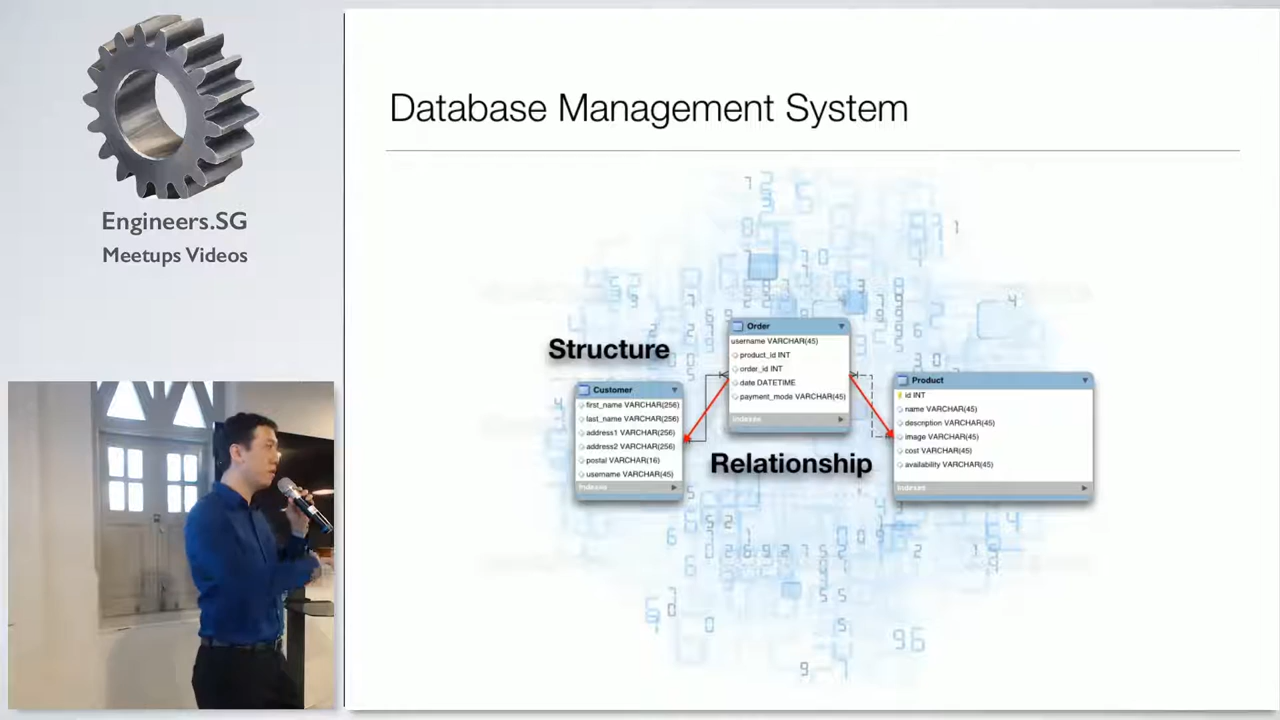 Engineers.SG
Meetups Videos
Database Management System
Structure
Relationship
Order
username VARCHAR(45)
product_id INT
order_id INT
date DATETIME
payment_mode VARCHAR(45)
Indexes
Customer
first_name VARCHAR(256)
last_name VARCHAR(256)
address1 VARCHAR(256)
address2 VARCHAR(256)
postal VARCHAR(16)
username VARCHAR(45)
Indexes
Product
id INT
name VARCHAR(45)
description VARCHAR(45)
image VARCHAR(45)
cost VARCHAR(45)
availability VARCHAR(45)
Indexes